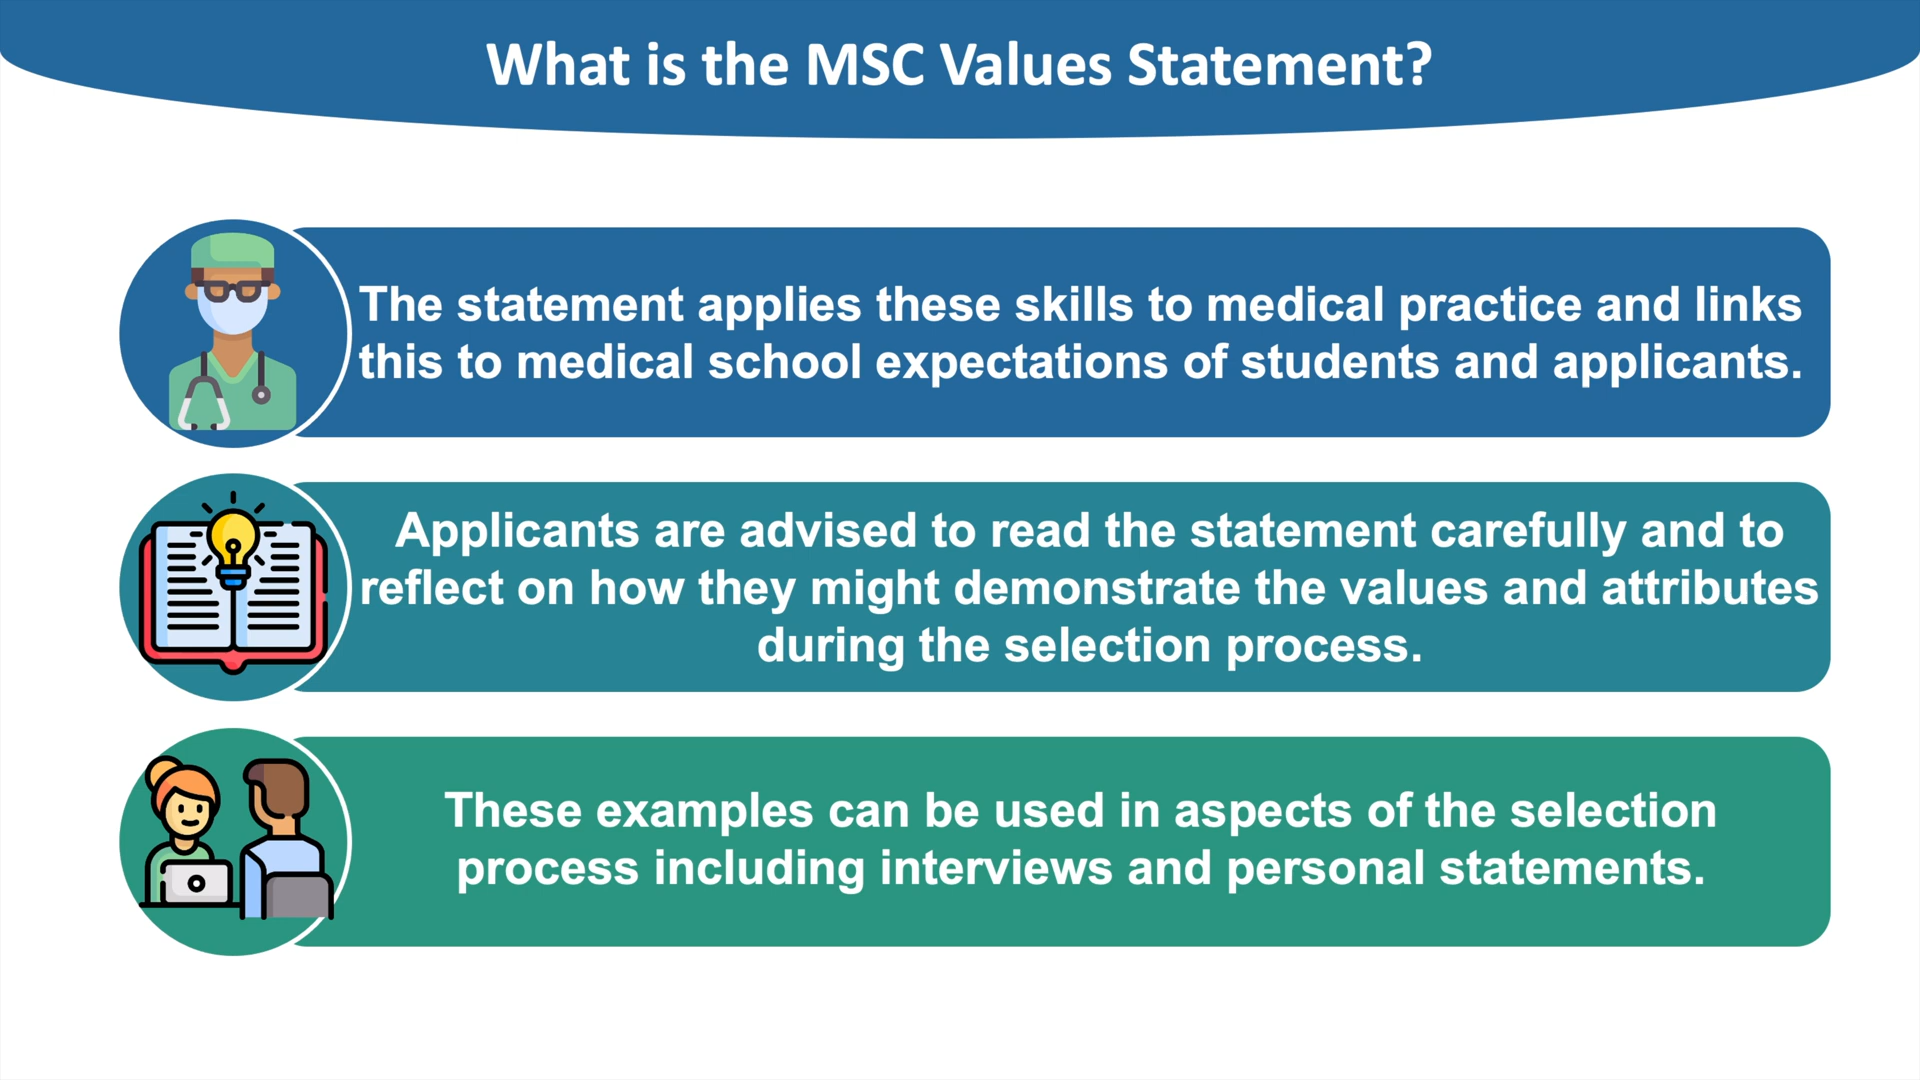 What is the MSC Values Statement?
The statement applies these skills to medical practice and links
this to medical school expectations of students and applicants.
Applicants are advised to read the statement carefully and to
reflect on how they might demonstrate the values and attributes
during the selection process.
These examples can be used in aspects of the selection
process including interviews and personal statements.